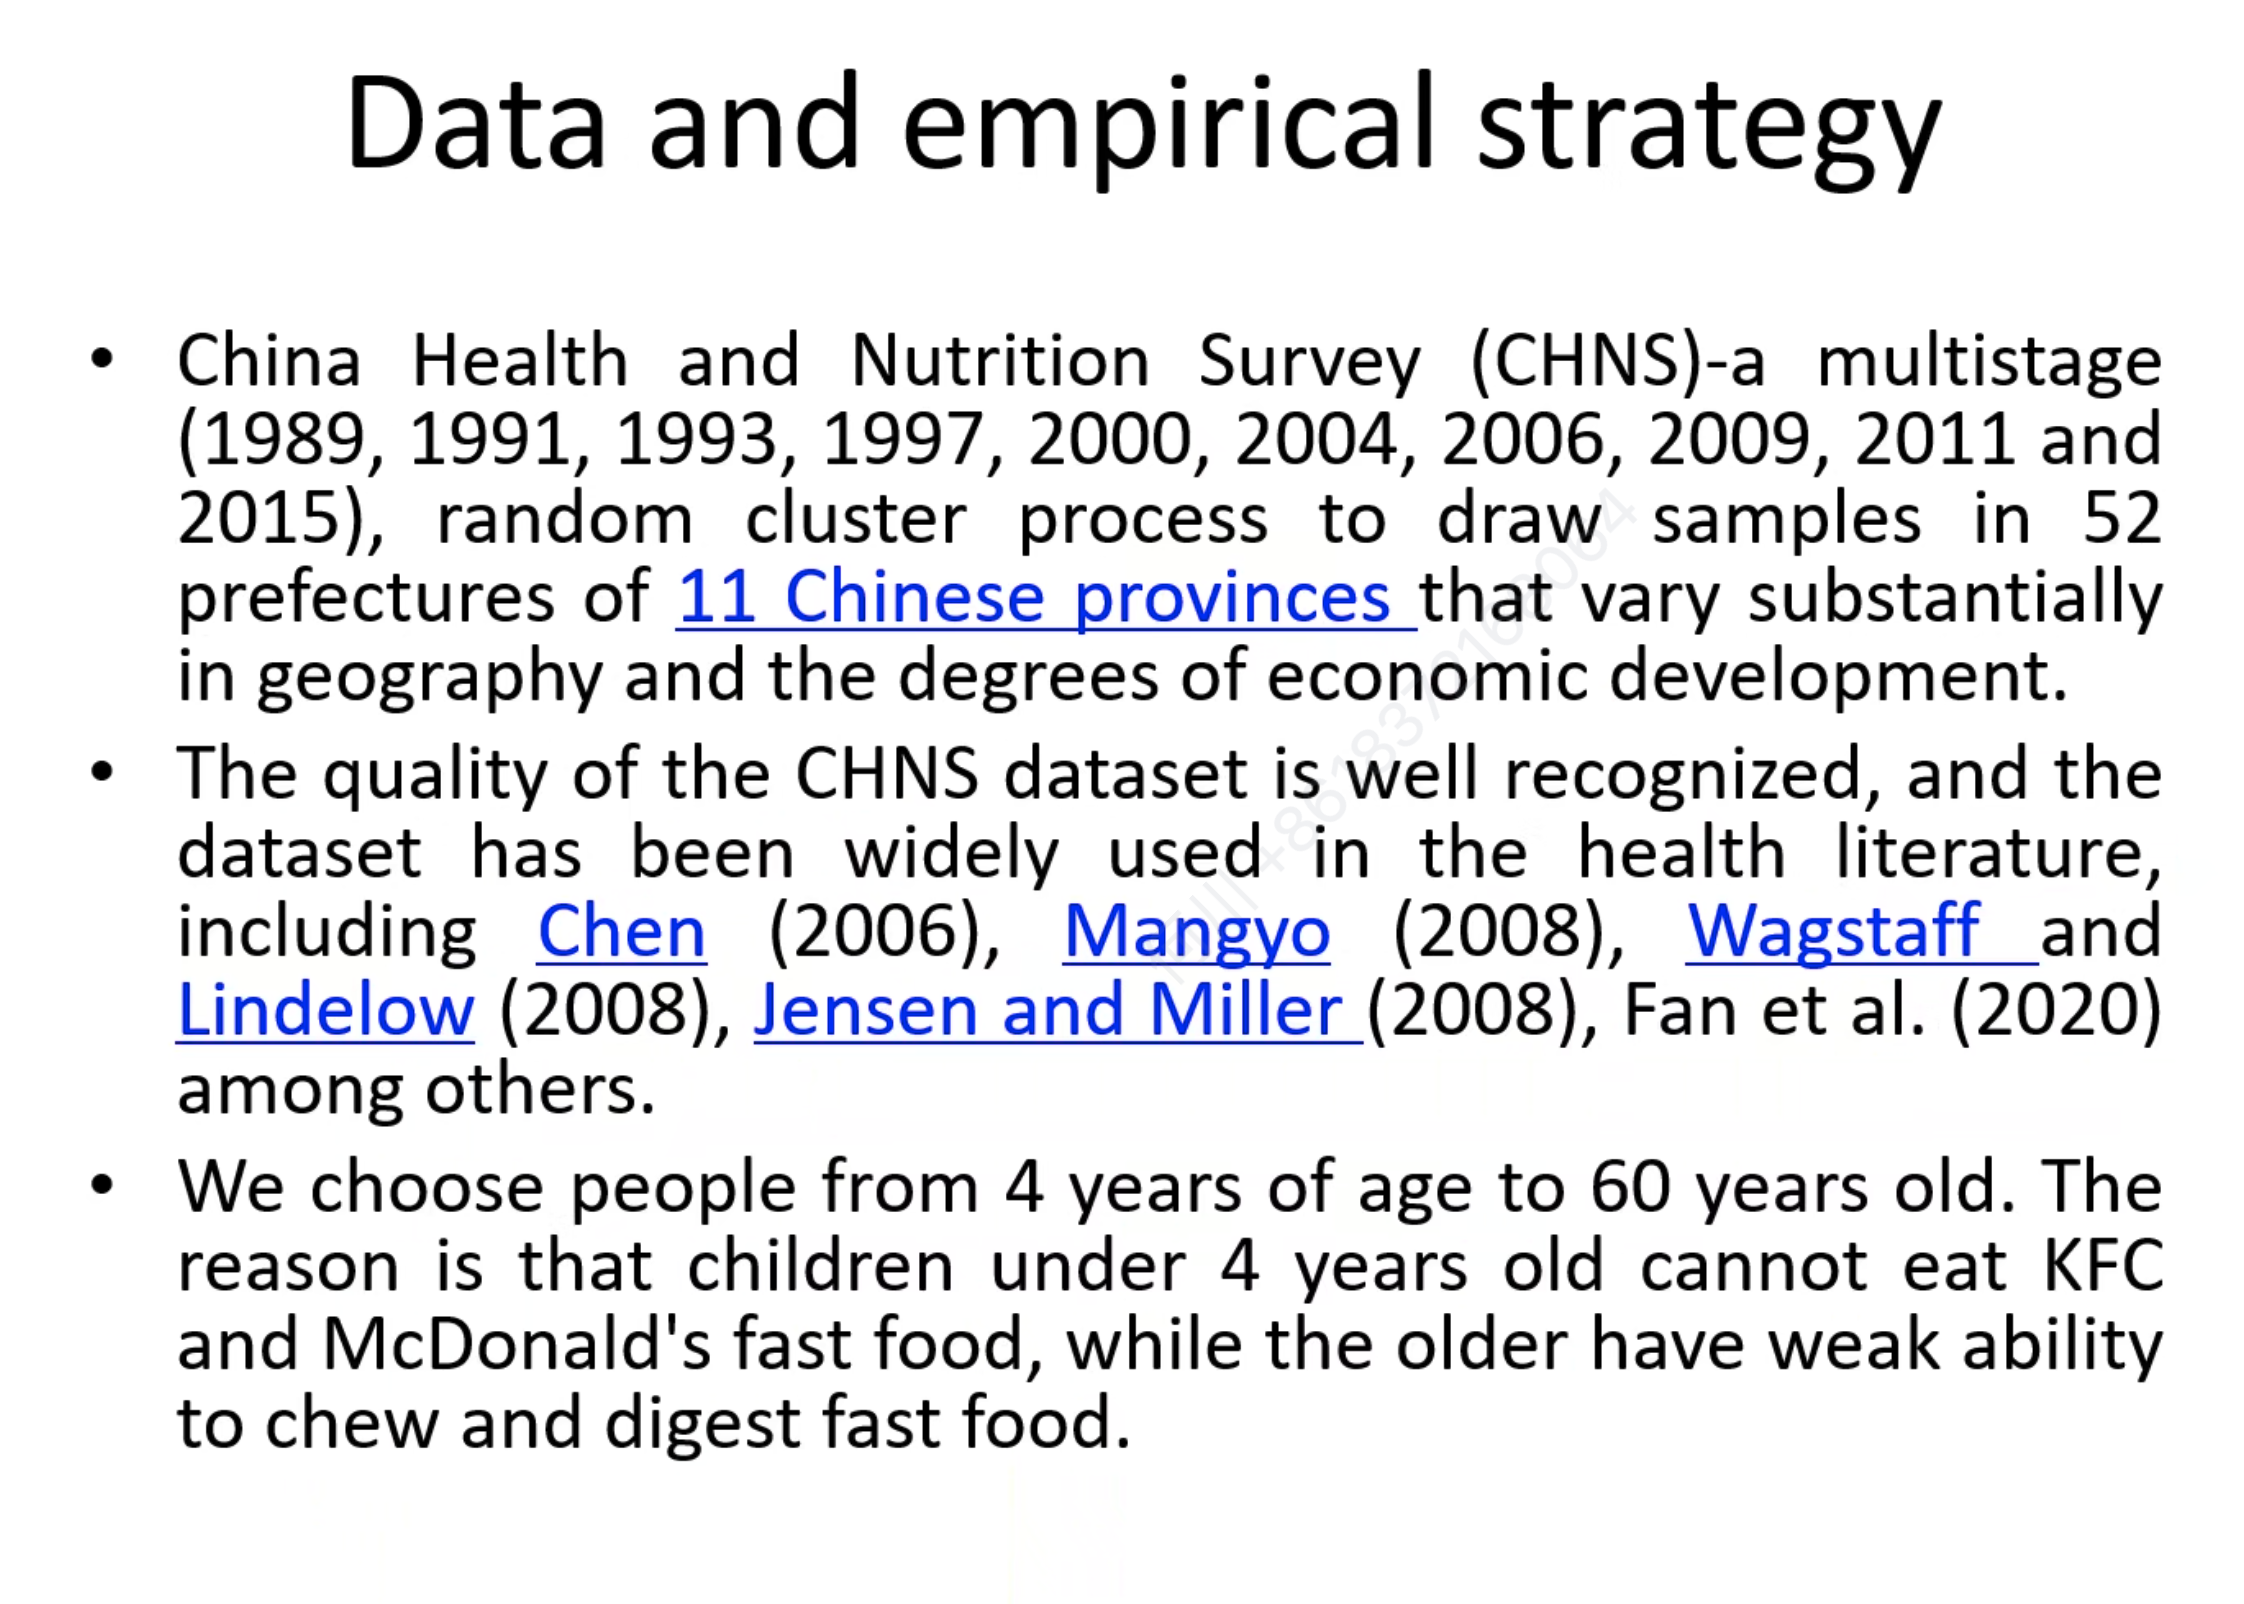 Data and empirical strategy
• China Health and Nutrition Survey (CHNS)-a multistage
(1989, 1991, 1993, 1997, 2000, 2004, 2006, 2009, 2011 and
2015), random cluster process to draw samples in 52
prefectures of 11 Chinese provinces that vary substantially
in geography and the degrees of economic development.
• The quality of the CHNS dataset is well recognized, and the
dataset has been widely used in the health literature,
including Chen (2006), Mangyo (2008), Wagstaff and
Lindelow (2008), Jensen and Miller (2008), Fan et al. (2020)
among others.
• We choose people from 4 years of age to 60 years old. The
reason is that children under 4 years old cannot eat KFC
and McDonald's fast food, while the older have weak ability
to chew and digest fast food.